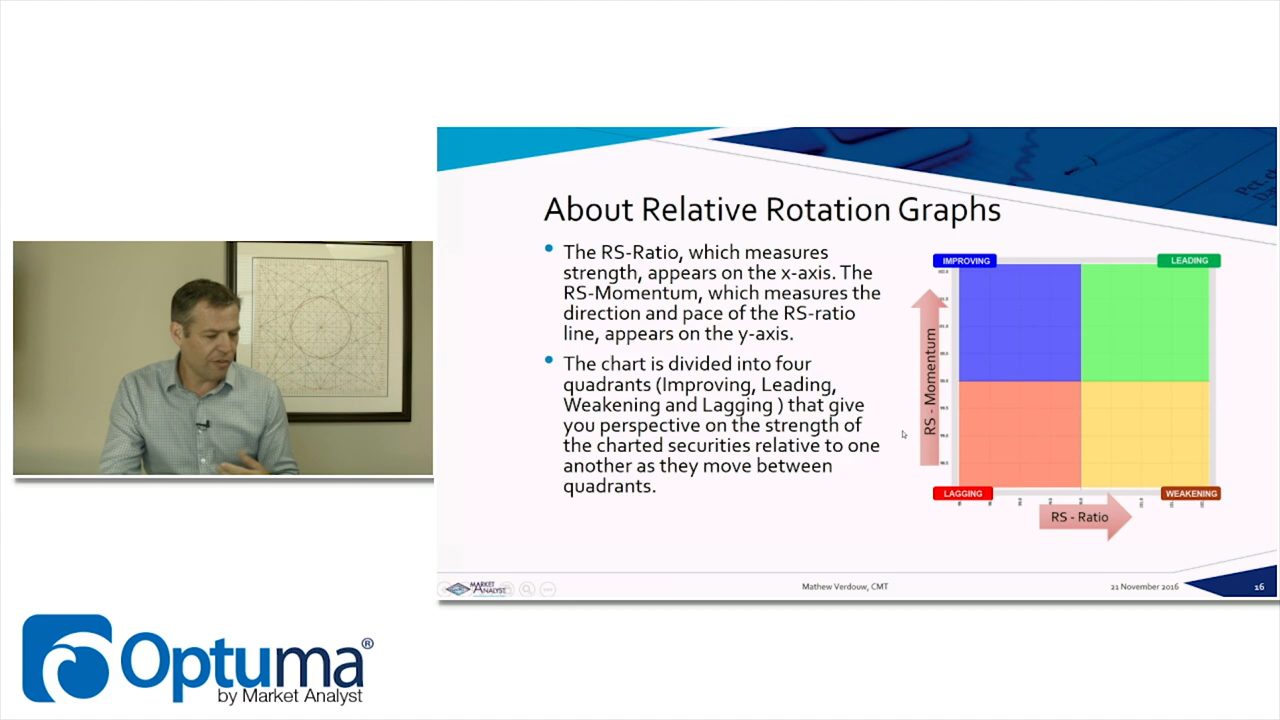 About Relative Rotation Graphs
The RS-Ratio, which measures
strength, appears on the x-axis. The
RS-Momentum, which measures the
direction and pace of the RS-ratio
line, appears on the y-axis.
The chart is divided into four
quadrants (Improving, Leading,
Weakening and Lagging ) that give
you perspective on the strength of
the charted securities relative to one
another as they move between
quadrants.
IMPROVING
LEADING
RS - Momentum
LAGGING
WEAKENING
RS - Ratio
MARKET
ANALYST
Mathew Verdouw, CMT
21 November 2016
16
Optuma®
by Market Analyst